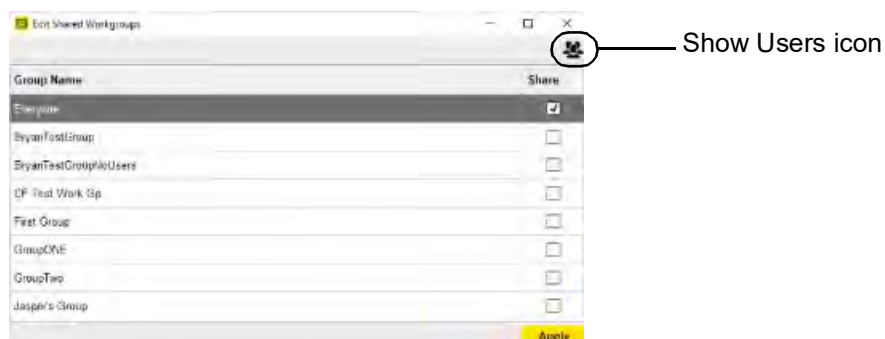 Edit Shared Workgroups
Show Users icon
Group Name Share
Everyone
BryanTestGroup
BryanTestGroupNoUsers
CF Test Work Gp
First Group
GroupONE
GroupTwo
Jasper's Group
Apply